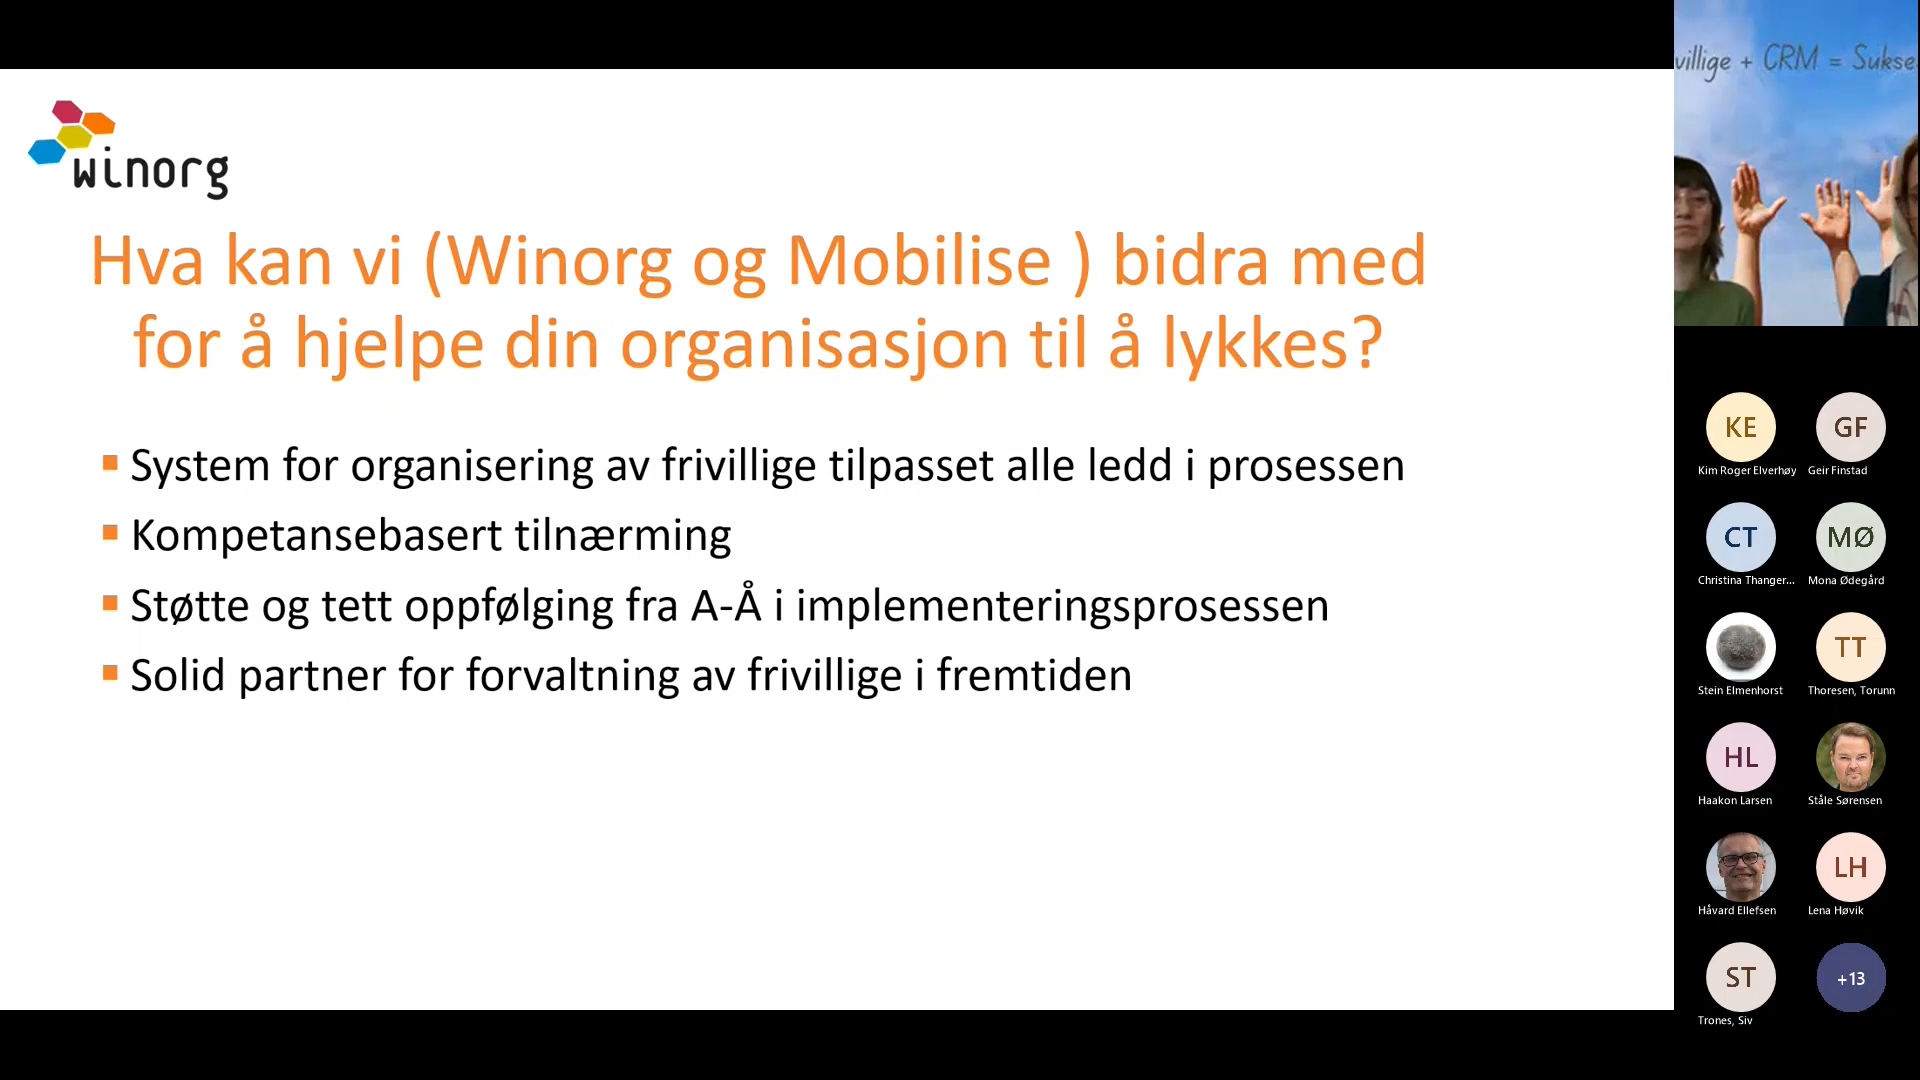 winorg
Hva kan vi (Winorg og Mobilise ) bidra med
for å hjelpe din organisasjon til å lykkes?
System for organisering av frivillige tilpasset alle ledd i prosessen
Kompetansebasert tilnærming
Støtte og tett oppfølging fra A-Å i implementeringsprosessen
Solid partner for forvaltning av frivillige i fremtiden
villige + CRM = Sukse
KE
GF
Kim Roger Elverhøy
Geir Finstad
CT
MØ
Christina Thanger...
Mona Ødegård
TT
Stein Elmenhorst
Thoresen, Torunn
HL
Haakon Larsen
Ståle Sørensen
LH
Håvard Ellefsen
Lena Høvik
ST
+13
Trones, Siv